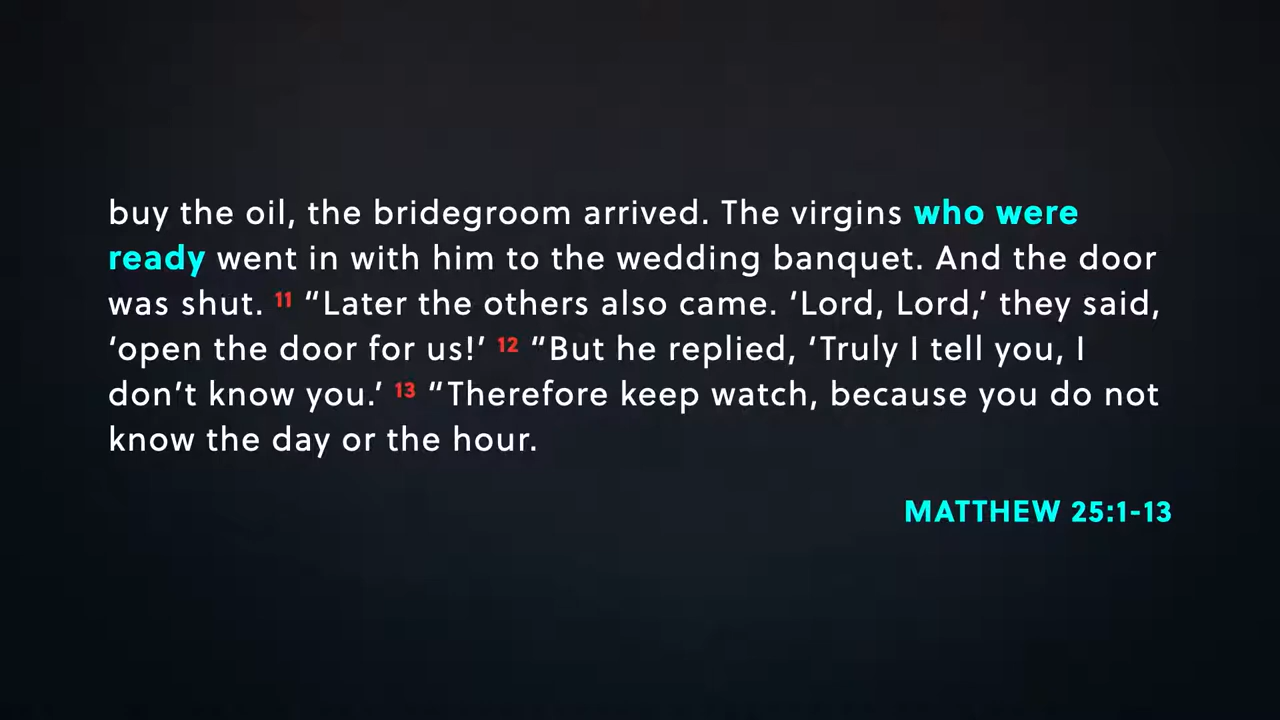 buy the oil, the bridegroom arrived. The virgins who were
ready went in with him to the wedding banquet. And the door
was shut. 11 “Later the others also came. ‘Lord, Lord,’ they said,
‘open the door for us!’ 12 “But he replied, ‘Truly I tell you, I
don’t know you.’ 13 “Therefore keep watch, because you do not
know the day or the hour.
MATTHEW 25:1-13